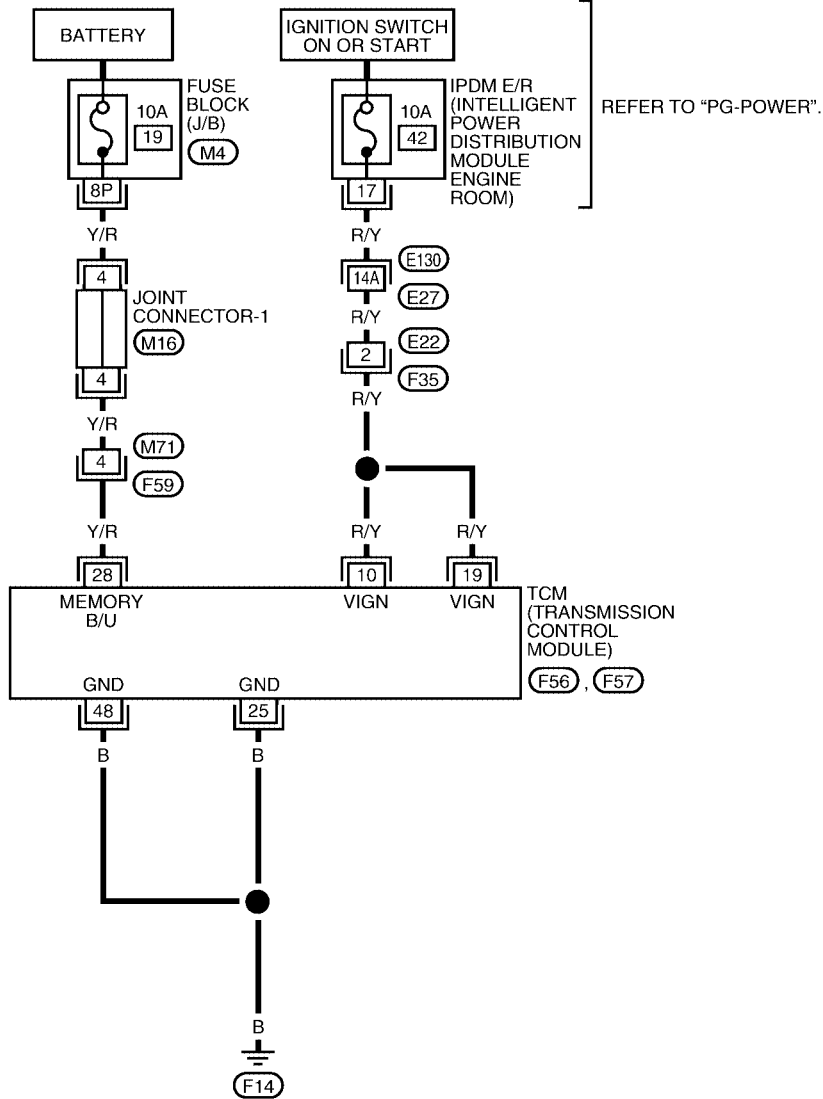 BATTERY
IGNITION SWITCH
ON OR START
FUSE
BLOCK
(J/B)
10A
19
M4
8P
IPDM E/R
(INTELLIGENT
POWER
DISTRIBUTION
MODULE
ENGINE
ROOM)
10A
42
17
REFER TO “PG-POWER”.
Y/R
R/Y
4
JOINT
CONNECTOR-1
M16
4
14A
E130
E27
R/Y
2
E22
F35
Y/R
R/Y
4
M71
F59
Y/R
R/Y
R/Y
28
10
19
MEMORY
B/U
VIGN
VIGN
TCM
(TRANSMISSION
CONTROL
MODULE)
F56 , F57
GND
GND
48
25
B
B
B
F14